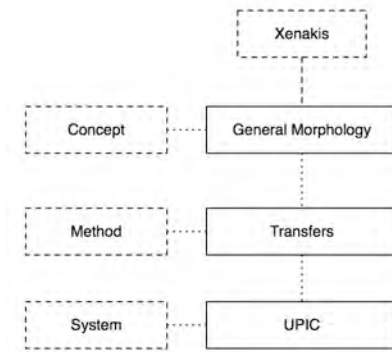 Xenakis
Concept
General Morphology
Method
Transfers
System
UPIC